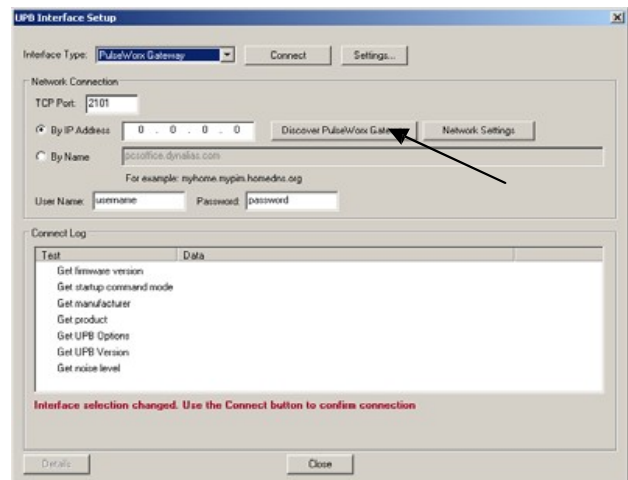 UPB Interface Setup
Interface Type: PulseWorx Gateway Connect Settings...
Network Connection
TCP Port: 2101
By IP Address 0 . 0 . 0 . 0 Discover PulseWorx Network Settings
By Name pcsoffice.dynalias.com
For example: myhome.mypim.homedns.org
User Name: username Password: password
Connect Log
Test Data
Get firmware version
Get startup command mode
Get manufacturer
Get product
Get UPB Options
Get UPB Version
Get noise level
Interface selection changed. Use the Connect button to confirm connection
Details Close